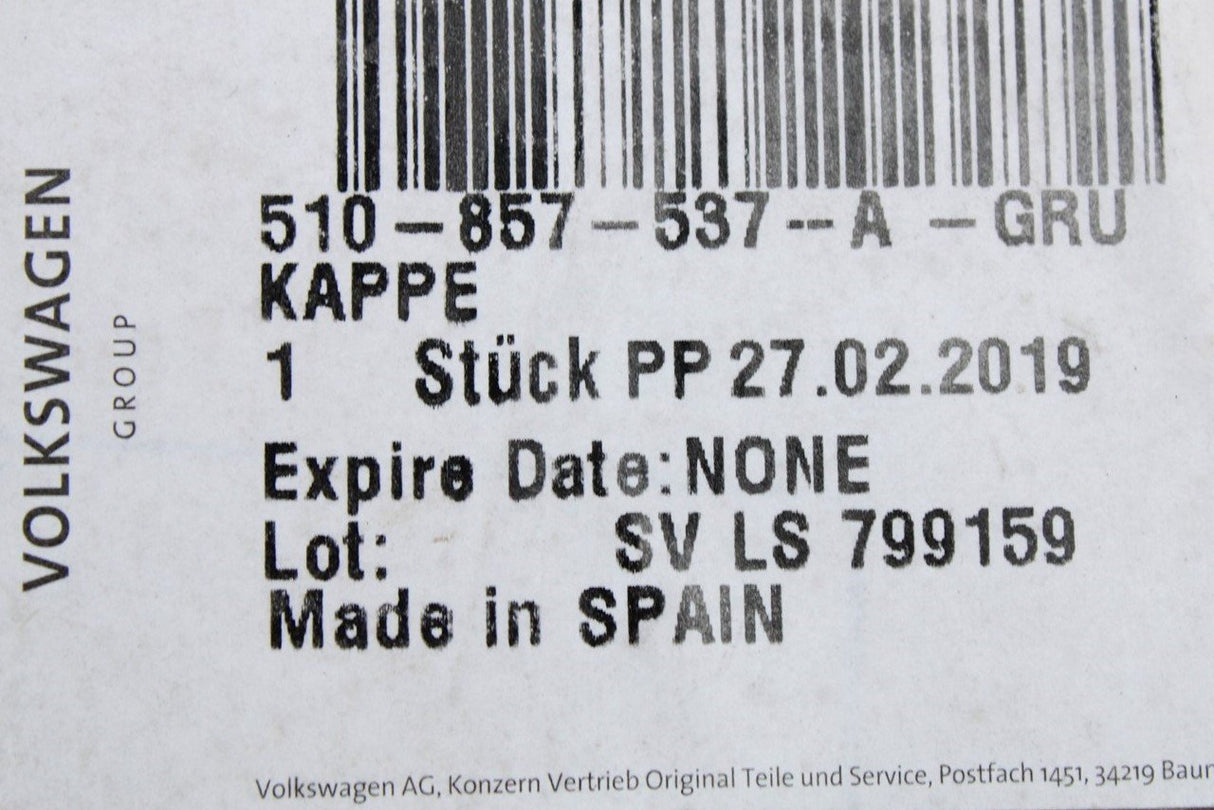 VOLKSWAGEN
GROUP
510-857-537--A -GRU
KAPPE
1 Stück PP 27.02.2019
Expire Date:NONE
Lot: SV LS 799159
Made in SPAIN
Volkswagen AG, Konzern Vertrieb Original Teile und Service, Postfach 1451, 34219